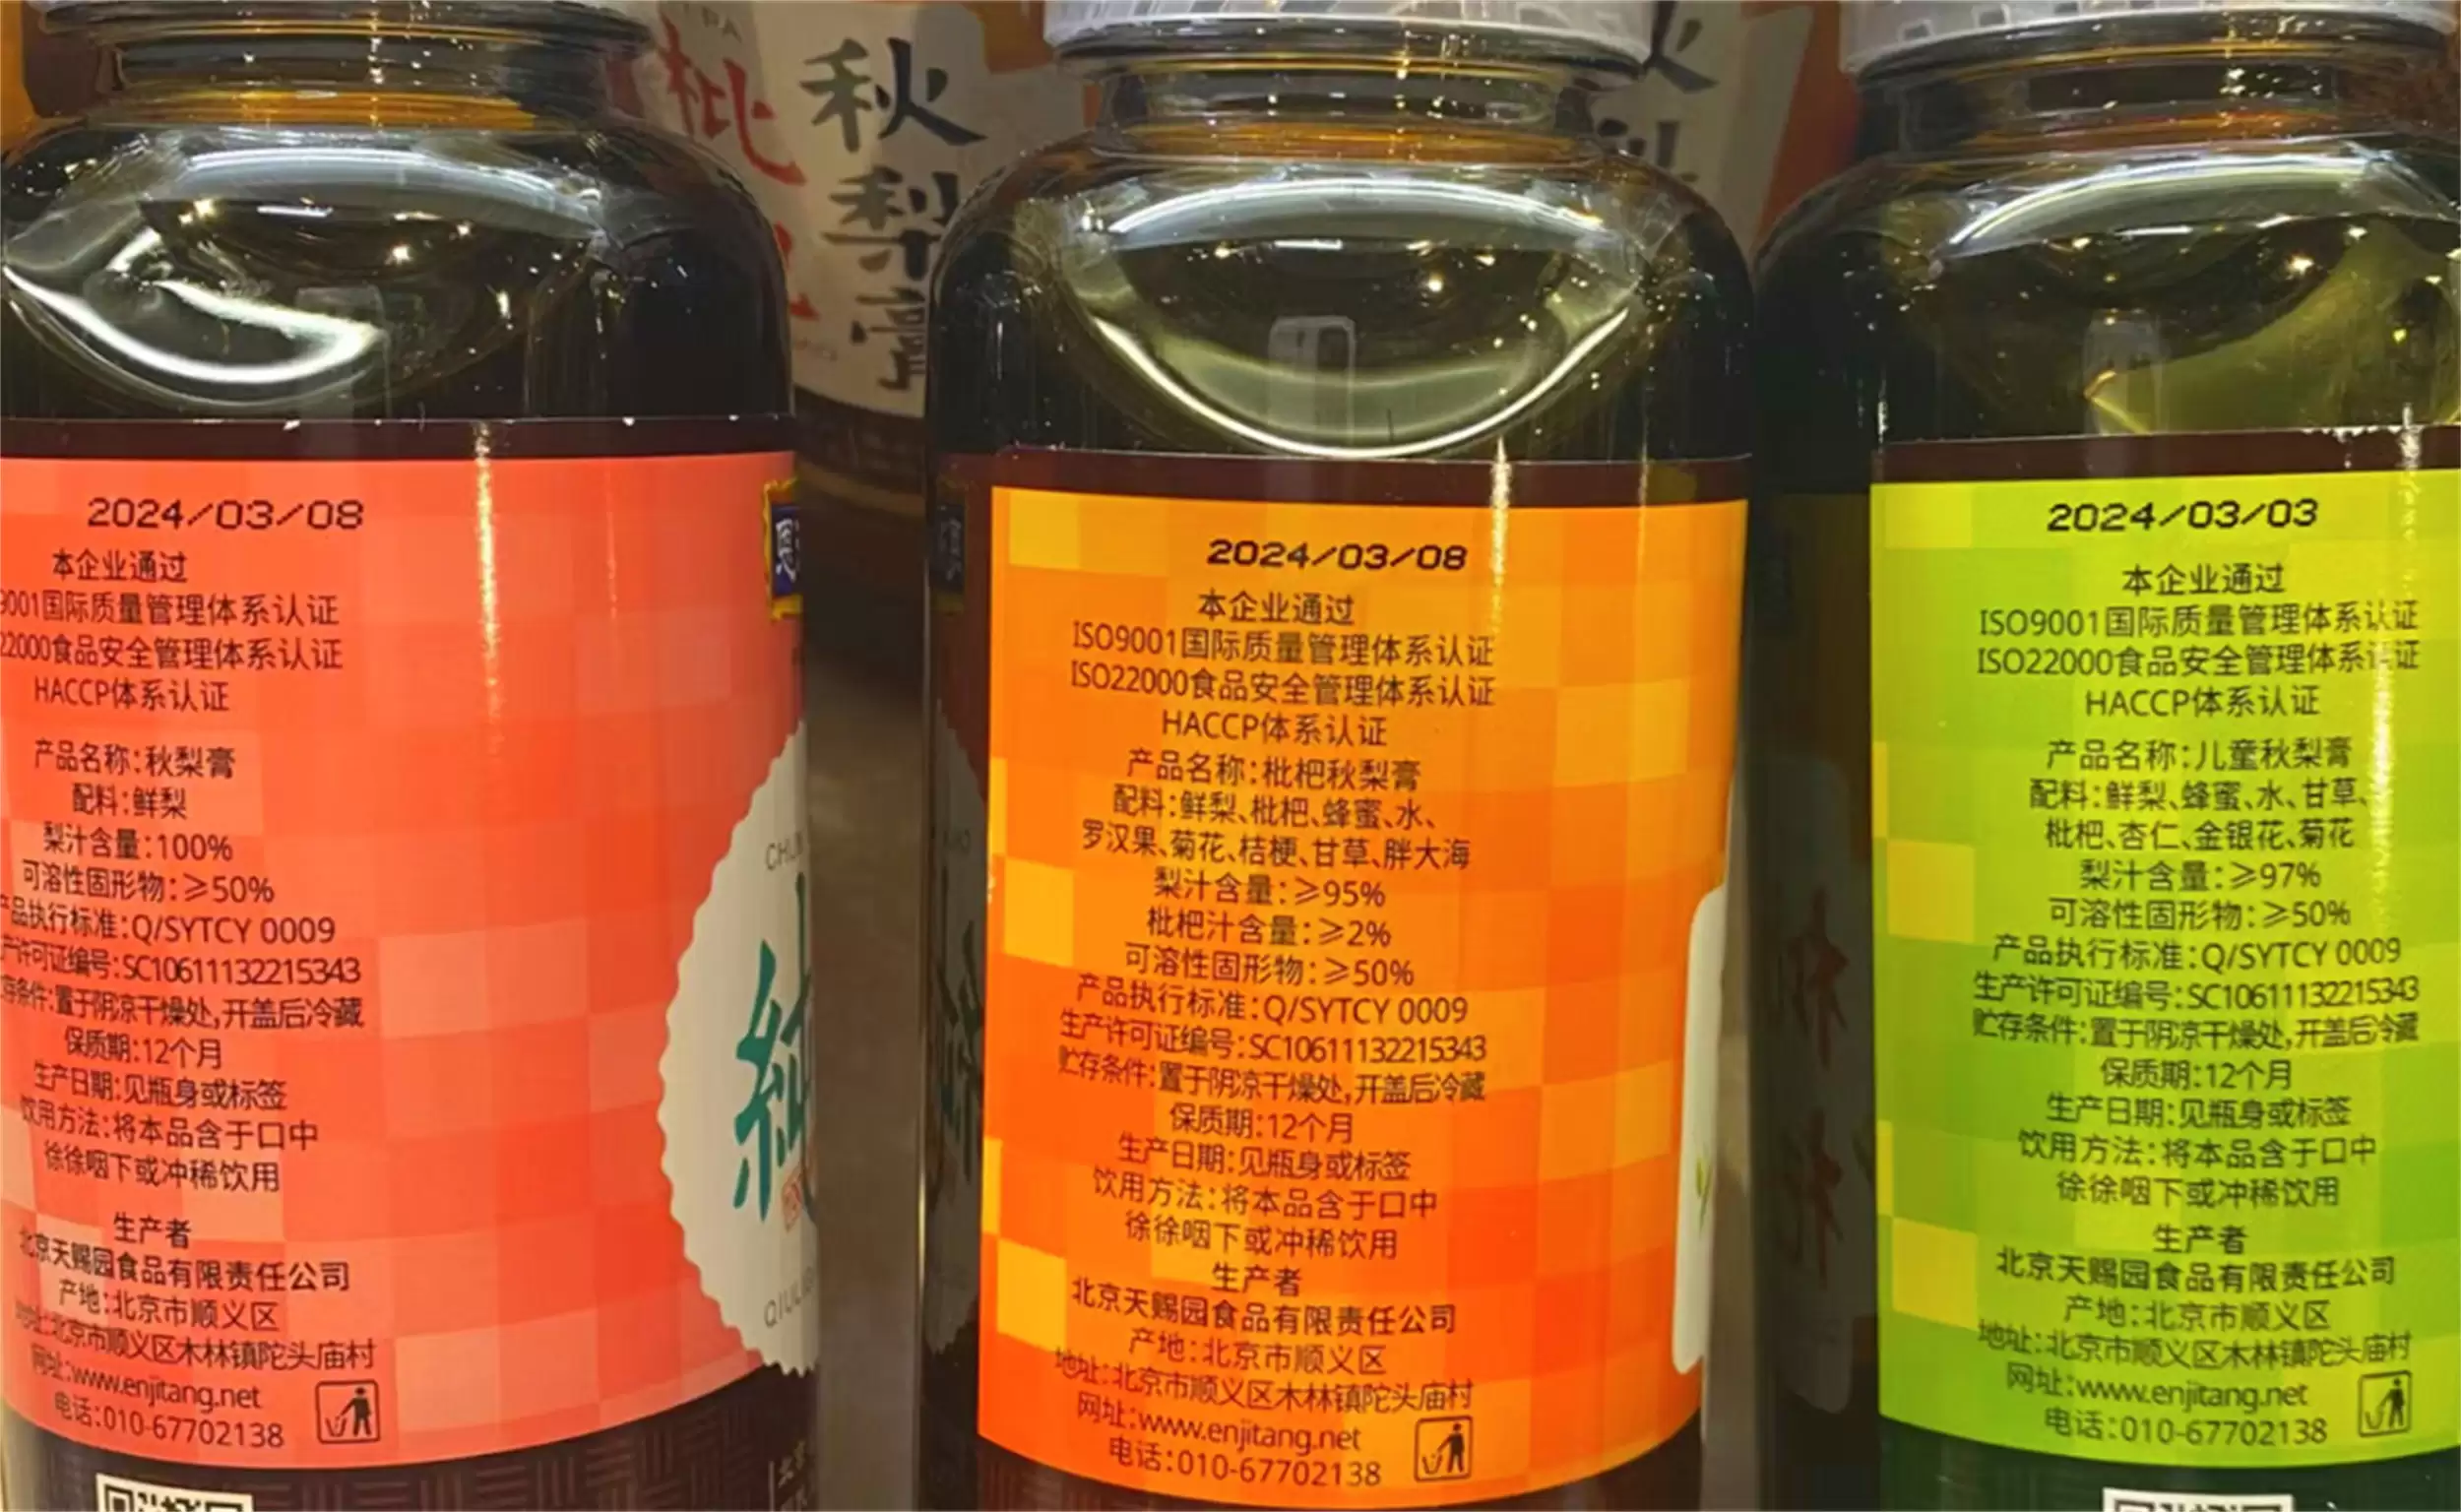 枇
秋
梨
膏
2024/03/08
本企业通过
9001国际质量管理体系认证
22000食品安全管理体系认证
HACCP体系认证
产品名称:秋梨膏
配料:鲜梨
梨汁含量:100%
可溶性固形物:≥50%
产品执行标准:Q/SYTCY 0009
产许可证编号:SC10611132215343
存条件:置于阴凉干燥处,开盖后冷藏
保质期:12个月
生产日期:见瓶身或标签
饮用方法:将本品含于口中
徐徐咽下或冲稀饮用
生产者
北京天赐园食品有限责任公司
产地:北京市顺义区
地址:北京市顺义区木林镇陀头庙村
网址:www.enjitang.net
电话:010-67702138
2024/03/08
本企业通过
ISO9001国际质量管理体系认证
ISO22000食品安全管理体系认证
HACCP体系认证
产品名称:枇杷秋梨膏
配料:鲜梨、枇杷、蜂蜜、水、
罗汉果、菊花、桔梗、甘草、胖大海
梨汁含量:≥95%
枇杷汁含量:≥2%
可溶性固形物:≥50%
产品执行标准:Q/SYTCY 0009
生产许可证编号:SC10611132215343
贮存条件:置于阴凉干燥处,开盖后冷藏
保质期:12个月
生产日期:见瓶身或标签
饮用方法:将本品含于口中
徐徐咽下或冲稀饮用
生产者
北京天赐园食品有限责任公司
产地:北京市顺义区
地址:北京市顺义区木林镇陀头庙村
网址:www.enjitang.net
电话:010-67702138
2024/03/03
本企业通过
ISO9001国际质量管理体系认证
ISO22000食品安全管理体系认证
HACCP体系认证
产品名称:儿童秋梨膏
配料:鲜梨、蜂蜜、水、甘草、
枇杷、杏仁、金银花、菊花
梨汁含量:≥97%
可溶性固形物:≥50%
产品执行标准:Q/SYTCY 0009
生产许可证编号:SC10611132215343
贮存条件:置于阴凉干燥处,开盖后冷藏
保质期:12个月
生产日期:见瓶身或标签
饮用方法:将本品含于口中
徐徐咽下或冲稀饮用
生产者
北京天赐园食品有限责任公司
产地:北京市顺义区
地址:北京市顺义区木林镇陀头庙村
网址:www.enjitang.net
电话:010-67702138